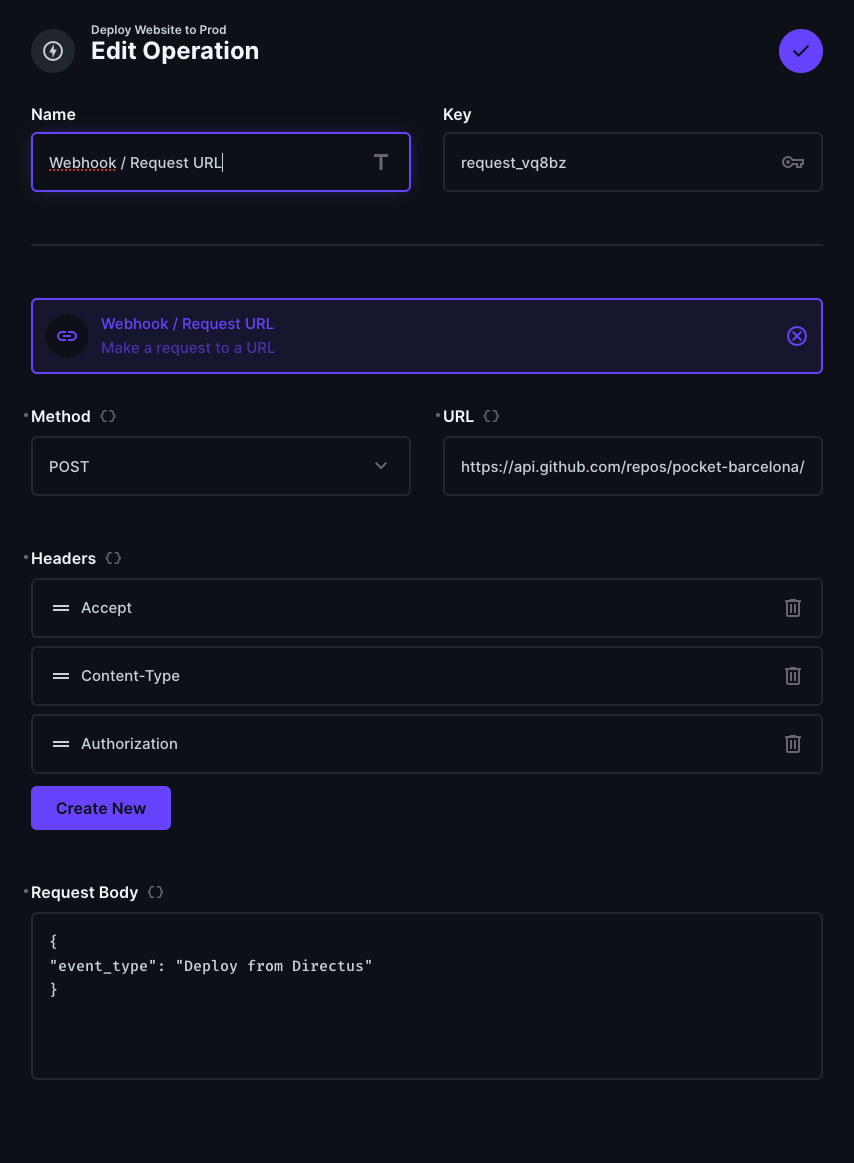 Deploy Website to Prod
Edit Operation
Name
Key
Webhook / Request URL
request_vq8bz
Webhook / Request URL
Make a request to a URL
Method
URL
POST
https://api.github.com/repos/pocket-barcelona/
Headers
Accept
Content-Type
Authorization
Create New
Request Body
{
"event_type": "Deploy from Directus"
}